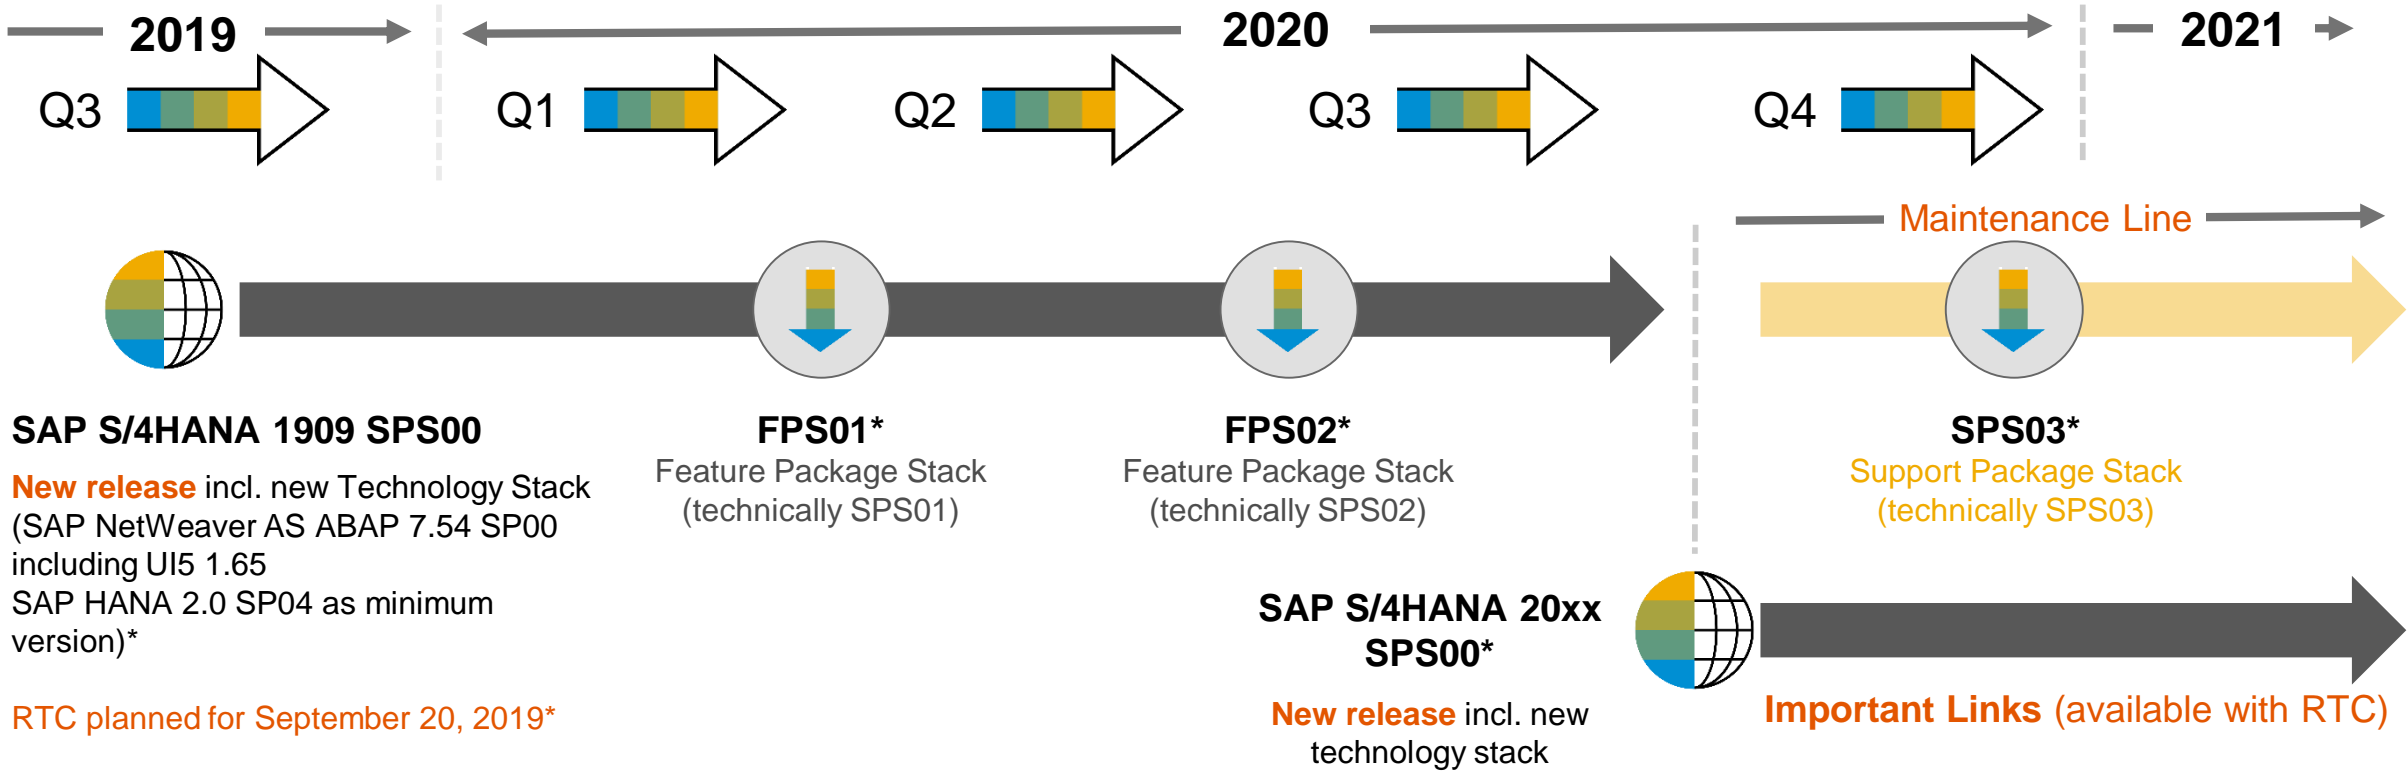 2019
2020
2021
Q3
Q1
Q2
Q3
Q4
Maintenance Line
SAP S/4HANA 1909 SPS00
New release incl. new Technology Stack
(SAP NetWeaver AS ABAP 7.54 SP00
including UI5 1.65
SAP HANA 2.0 SP04 as minimum
version)*
RTC planned for September 20, 2019*
FPS01*
Feature Package Stack
(technically SPS01)
FPS02*
Feature Package Stack
(technically SPS02)
SPS03*
Support Package Stack
(technically SPS03)
SAP S/4HANA 20xx
SPS00*
New release incl. new
technology stack
Important Links (available with RTC)